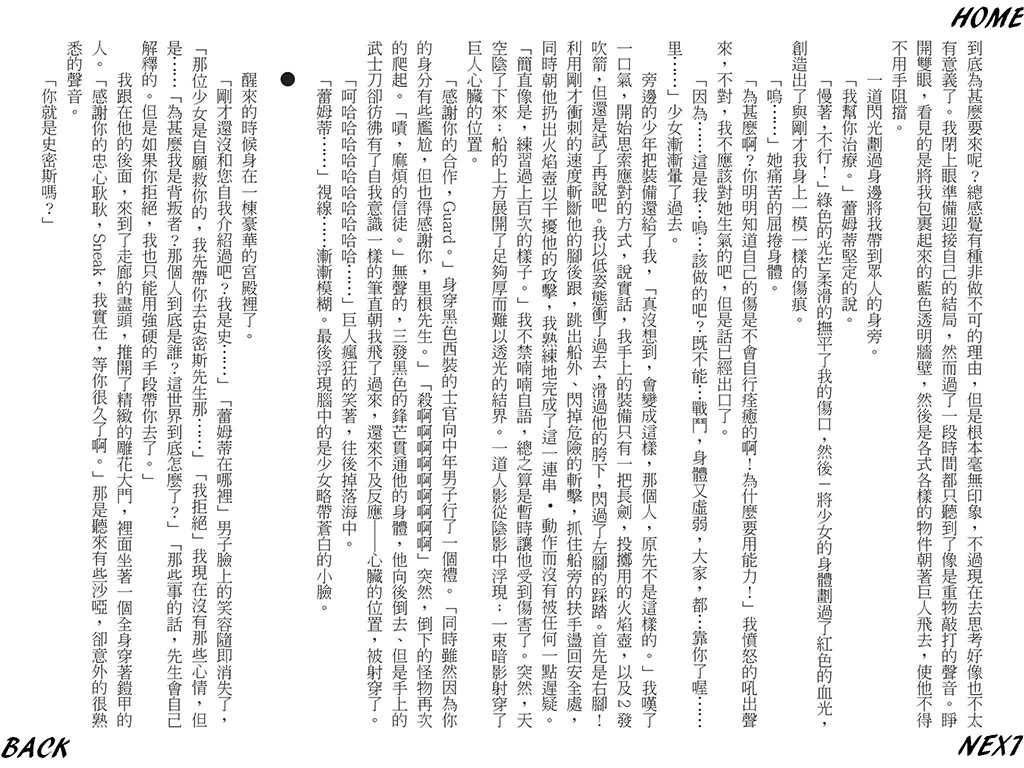 HOME
到底為甚麼要來呢？總感覺有種非做不可的理由，但是根本毫無印象，不過現在去思考好像也不太
有意義了。我閉上眼準備迎接自己的結局，然而過了一段時間都只聽到了像是重物敲打的聲音。睜
開雙眼，看見的是將我包裹起來的藍色透明牆壁，然後是各式各樣的物件朝著巨人飛去，使他不得
不用手阻擋。
一道閃光劃過身邊將我帶到眾人的身旁。
「我幫你治療。」蕾姆蒂堅定的說。
「慢著，不行！」綠色的光芒柔滑的撫平了我的傷口，然後－將少女的身體劃過了紅色的血光，
創造出了與剛才我身上一模一樣的傷痕。
「嗚……」她痛苦的屈捲身體。
「為甚麼啊？你明明知道自己的傷是不會自行痊癒的啊！為什麼要用能力！」我憤怒的吼出聲
來，不對，我不應該對她生氣的吧，但是話已經出口了。
「因為……這是我…嗚…該做的吧？既不能…戰鬥，身體又虛弱，大家，都…靠你了喔……
里……」少女漸漸暈了過去。
旁邊的少年把裝備還給了我，「真沒想到，會變成這樣，那個人，原先不是這樣的。」我嘆了
一口氣，開始思索應對的方式，說實話，我手上的裝備只有一把長劍，投擲用的火焰壺，以及2發
吹箭，但還是試了再說吧。我以低姿態衝了過去，滑過他的胯下，閃過了左腳的踩踏。首先是右腳！
利用剛才衝刺的速度斬斷他的腳後跟，跳出船外、閃掉危險的斬擊，抓住船旁的扶手盪回安全處，
同時朝他扔出火焰壺以干擾他的攻擊，我熟練地完成了這一連串•動作而沒有被任何一點遲疑。
「簡直像是，練習過上百次的樣子。」我不禁喃喃自語，總之算是暫時讓他受到傷害了。突然，天
空陰了下來：船的上方展開了足夠厚而難以透光的結界。一道人影從陰影中浮現：一束暗影射穿了
巨人心臟的位置。
「感謝你的合作，Guard。」身穿黑色西裝的士官向中年男子行了一個禮。「同時雖然因為你
的身分有些尷尬，但也得感謝你，里根先生。」「殺啊啊啊啊啊啊啊啊」突然，倒下的怪物再次
的爬起。「嘖，麻煩的信徒。」無聲的，三發黑色的鋒芒貫通他的身體，他向後倒去、但是手上的
武士刀卻彷彿有了自我意識一樣的筆直朝我飛了過來，還來不及反應——心臟的位置，被射穿了。
「呵哈哈哈哈哈哈哈哈……」巨人瘋狂的笑著，往後掉落海中。
「蕾姆蒂………」視線……漸漸模糊。最後浮現腦中的是少女略帶蒼白的小臉。
●
醒來的時候身在一棟豪華的宮殿裡了。
「剛才還沒和您自我介紹過吧？我是史……」「蕾姆蒂在哪裡」男子臉上的笑容隨即消失了，
「那位少女是自願救你的，我先帶你去史密斯先生那……」「我拒絕」我現在沒有那些心情，但
是……「為甚麼我是背叛者？那個人到底是誰？這世界到底怎麼了？」「那些事的話，先生會自己
解釋的。但是如果你拒絕，我也只能用強硬的手段帶你去了。」
我跟在他的後面，來到了走廊的盡頭，推開了精緻的雕花大門，裡面坐著一個全身穿著鎧甲的
人。「感謝你的忠心耿耿，Sneak，我實在，等你很久了啊。」那是聽來有些沙啞，卻意外的很熟
悉的聲音。
「你就是史密斯嗎？」
BACK
NEXT